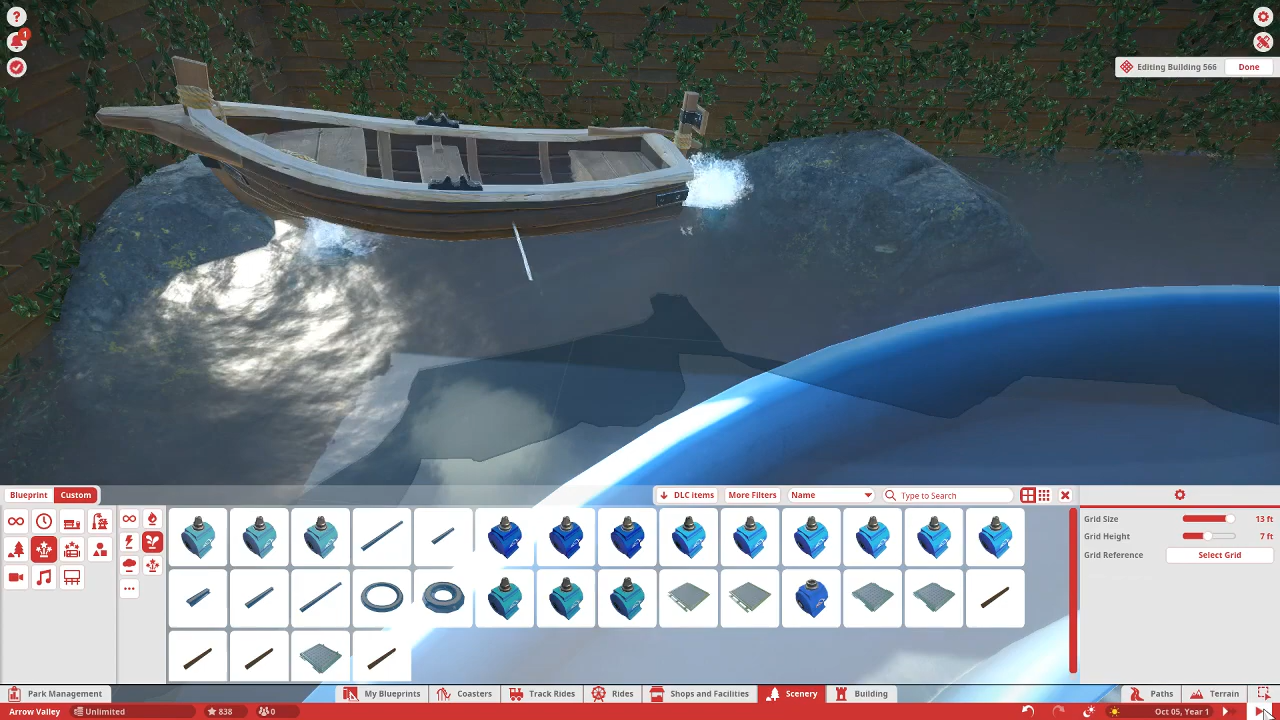 ?
1
Editing Building 566
Done
Blueprint
Custom
DLC items
More Filters
Name
Type to Search
Grid Size
13 ft
Grid Height
7 ft
Grid Reference
Select Grid
Park Management
My Blueprints
Coasters
Track Rides
Rides
Shops and Facilities
Scenery
Building
Paths
Terrain
Arrow Valley
Unlimited
838
0
Oct 05, Year 1